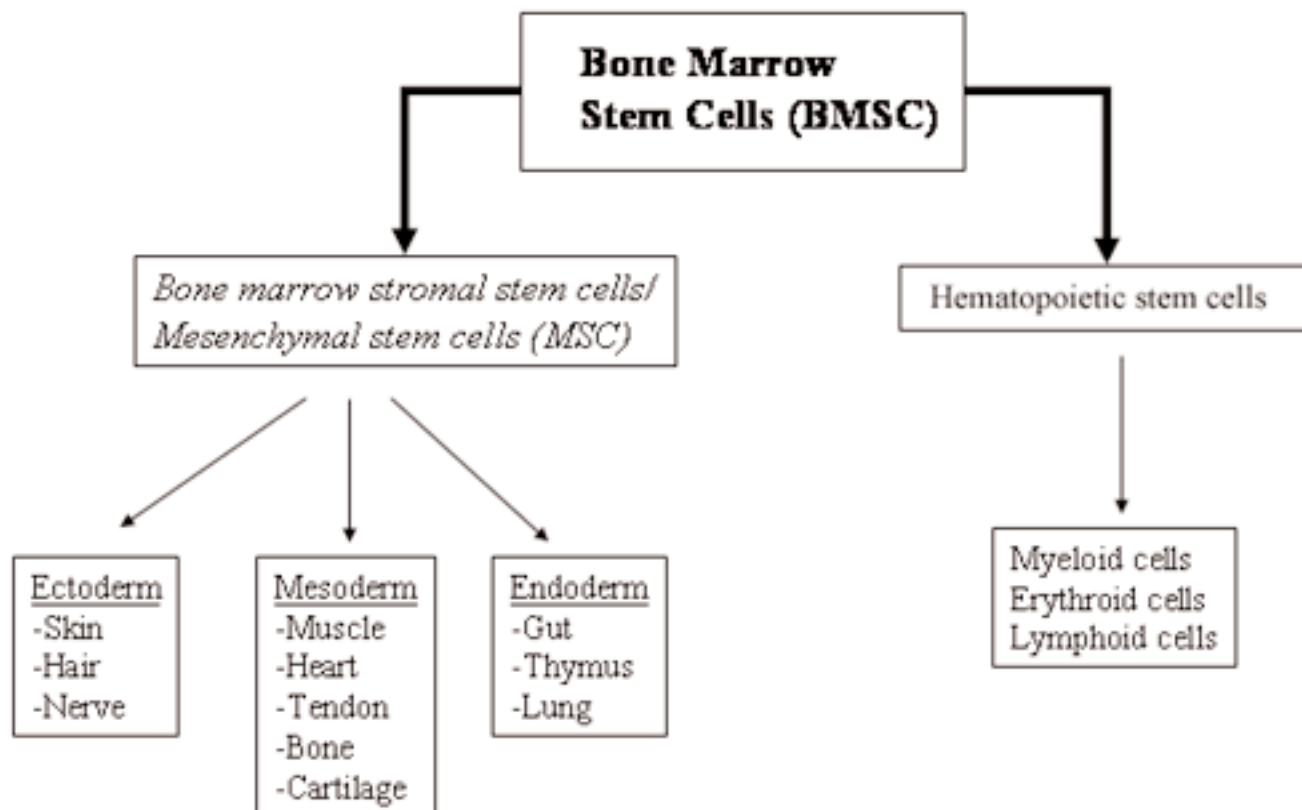 Bone Marrow
Stem Cells (BMSC)
Bone marrow stromal stem cells/
Mesenchymal stem cells (MSC)
Hematopoietic stem cells
Ectoderm
-Skin
-Hair
-Nerve
Mesoderm
-Muscle
-Heart
-Tendon
-Bone
-Cartilage
Endoderm
-Gut
-Thymus
-Lung
Myeloid cells
Erythroid cells
Lymphoid cells